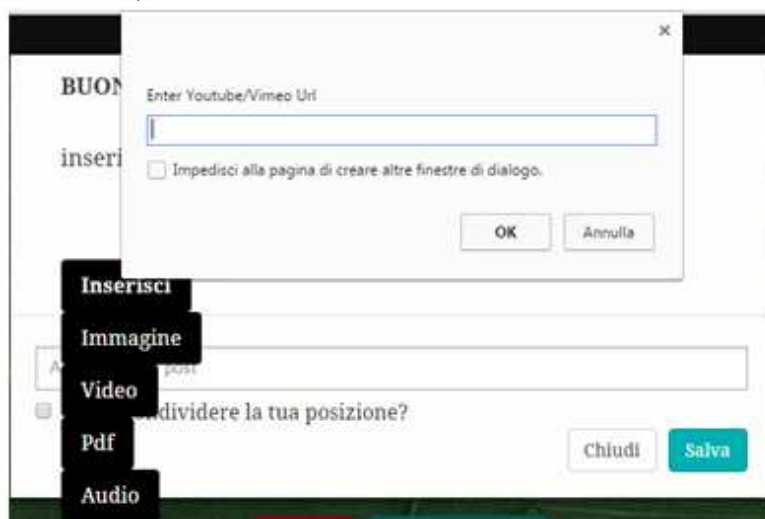 ×
BUON
Enter Youtube/Vimeo Url
inseri
Impedisci alla pagina di creare altre finestre di dialogo.
OK Annulla
Inserisci
Immagine
A post
Video
dividere la tua posizione?
Pdf
Chiudi Salva
Audio